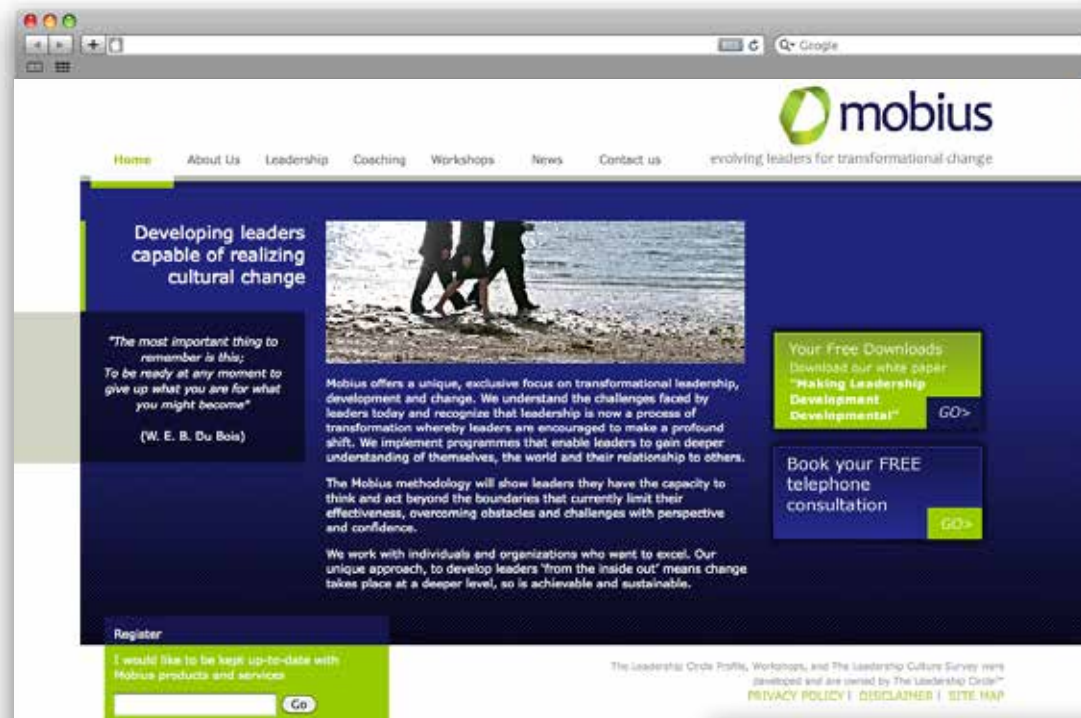 Google
mobius
evolving leaders for transformational change
Home
About Us
Leadership
Coaching
Workshops
News
Contact us
Developing leaders
capable of realizing
cultural change
"The most important thing to
remember is this;
To be ready at any moment to
give up what you are for what
you might become"
(W. E. B. Du Bois)
Mobius offers a unique, exclusive focus on transformational leadership,
development and change. We understand the challenges faced by
leaders today and recognize that leadership is now a process of
transformation whereby leaders are encouraged to make a profound
shift. We implement programmes that enable leaders to gain deeper
understanding of themselves, the world and their relationship to others.
The Mobius methodology will show leaders they have the capacity to
think and act beyond the boundaries that currently limit their
effectiveness, overcoming obstacles and challenges with perspective
and confidence.
We work with individuals and organizations who want to excel. Our
unique approach, to develop leaders 'from the inside out' means change
takes place at a deeper level, so is achievable and sustainable.
Your Free Downloads
Download our white paper
"Making Leadership
Development
Developmental"
GO>
Book your FREE
telephone
consultation
GO>
Register
I would like to be kept up-to-date with
Mobius products and services
Go
The Leadership Circle Profile, Workshops, and The Leadership Culture Survey were
developed and are owned by The Leadership Circle™
PRIVACY POLICY | DISCLAIMER | SITE MAP